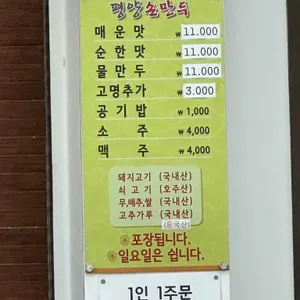 평양손만두
매운맛 ₩ 11.000
순한맛 ₩ 11.000
물만두 ₩ 11.000
고명추가 ₩ 3.000
공기밥 ₩ 1,000
소주 ₩ 4,000
맥주 ₩ 4,000
돼지고기 (국내산)
쇠고기 (호주산)
무,배추,쌀 (국내산)
고추가루 (국내산)
(중국산)
※포장됩니다.
※일요일은 쉽니다.
1인 1주문